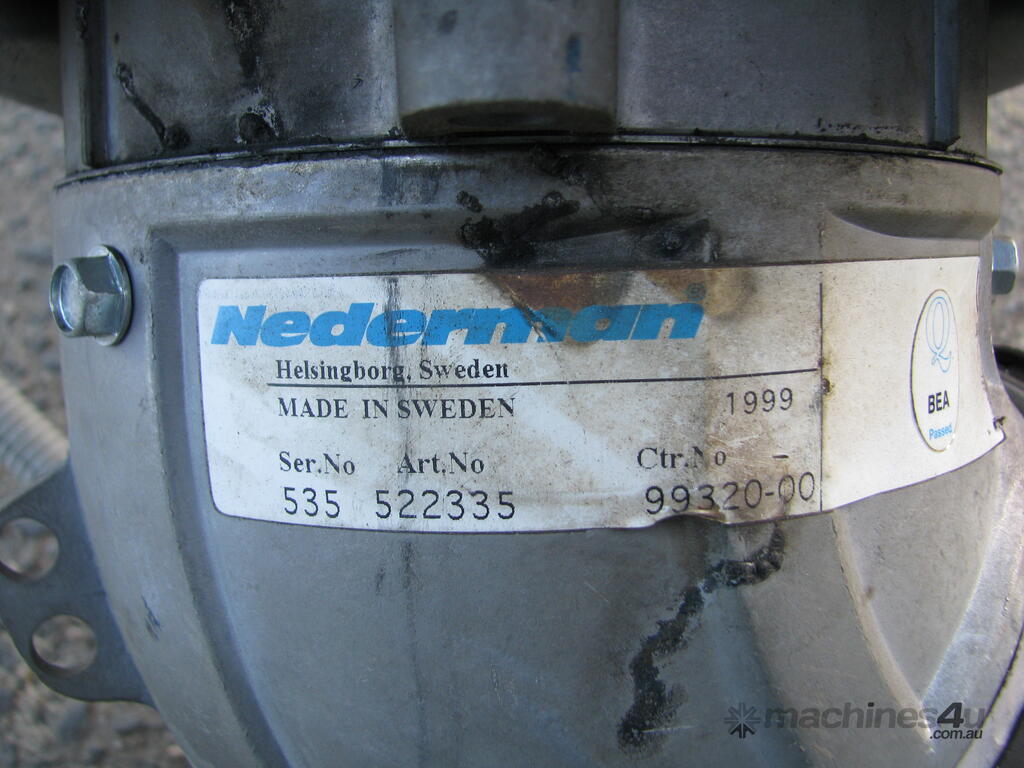 Nederman®
Helsingborg, Sweden
MADE IN SWEDEN 1999
Ser.No Art.No Ctr.No -
535 522335 99320-00
Q
BEA
Passed
machines4u
.com.au